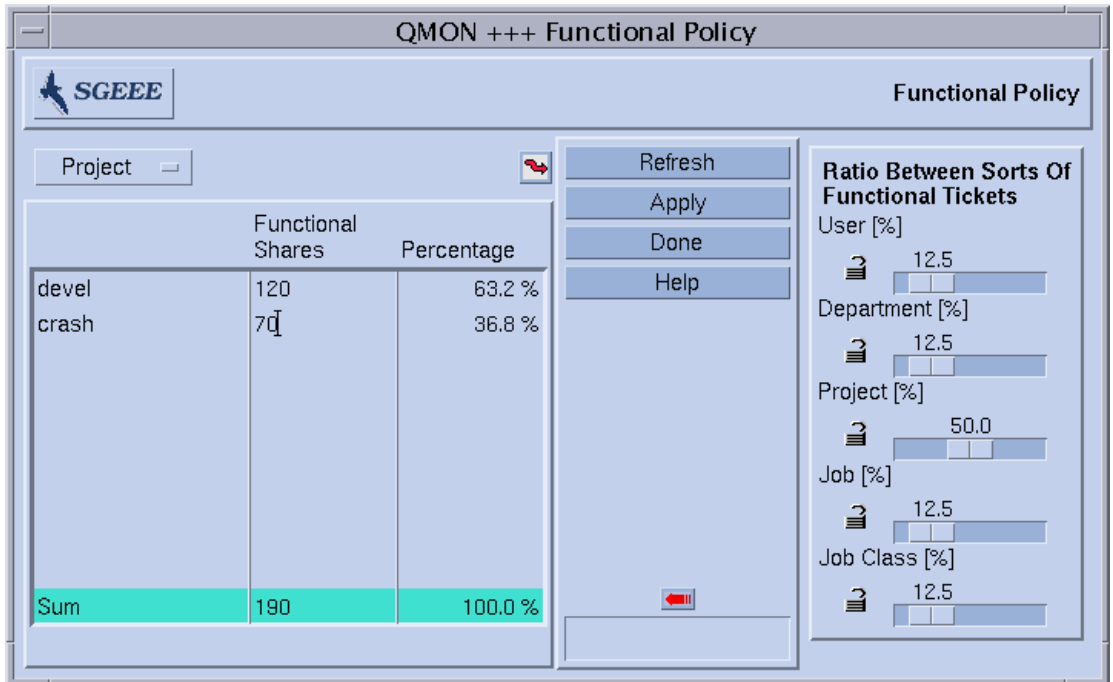 QMON +++ Functional Policy
SGEEE
Functional Policy
Project
Functional
Shares
Percentage
devel 120 63.2 %
crash 70 36.8 %
Sum 190 100.0 %
Refresh
Apply
Done
Help
Ratio Between Sorts Of
Functional Tickets
User [%]
12.5
Department [%]
12.5
Project [%]
50.0
Job [%]
12.5
Job Class [%]
12.5